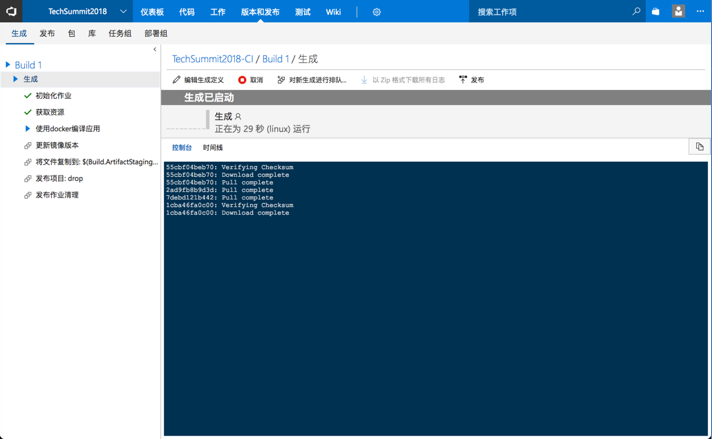 TechSummit2018 仪表板 代码 工作 版本和发布 测试 Wiki 搜索工作项
生成 发布 包 库 任务组 部署组
Build 1
生成
初始化作业
获取资源
使用docker编译应用
更新镜像版本
将文件复制到: $(Build.ArtifactStaging...
发布项目: drop
发布作业清理
TechSummit2018-CI / Build 1 / 生成
编辑生成定义 取消 对新生成进行排队... 以 Zip 格式下载所有日志 发布
生成已启动
生成
正在为 29 秒 (linux) 运行
控制台 时间线
55cbf04beb70: Verifying Checksum
55cbf04beb70: Download complete
55cbf04beb70: Pull complete
2ad9fb8b9d3d: Pull complete
7debd121b442: Pull complete
1cba46fa0c00: Verifying Checksum
1cba46fa0c00: Download complete